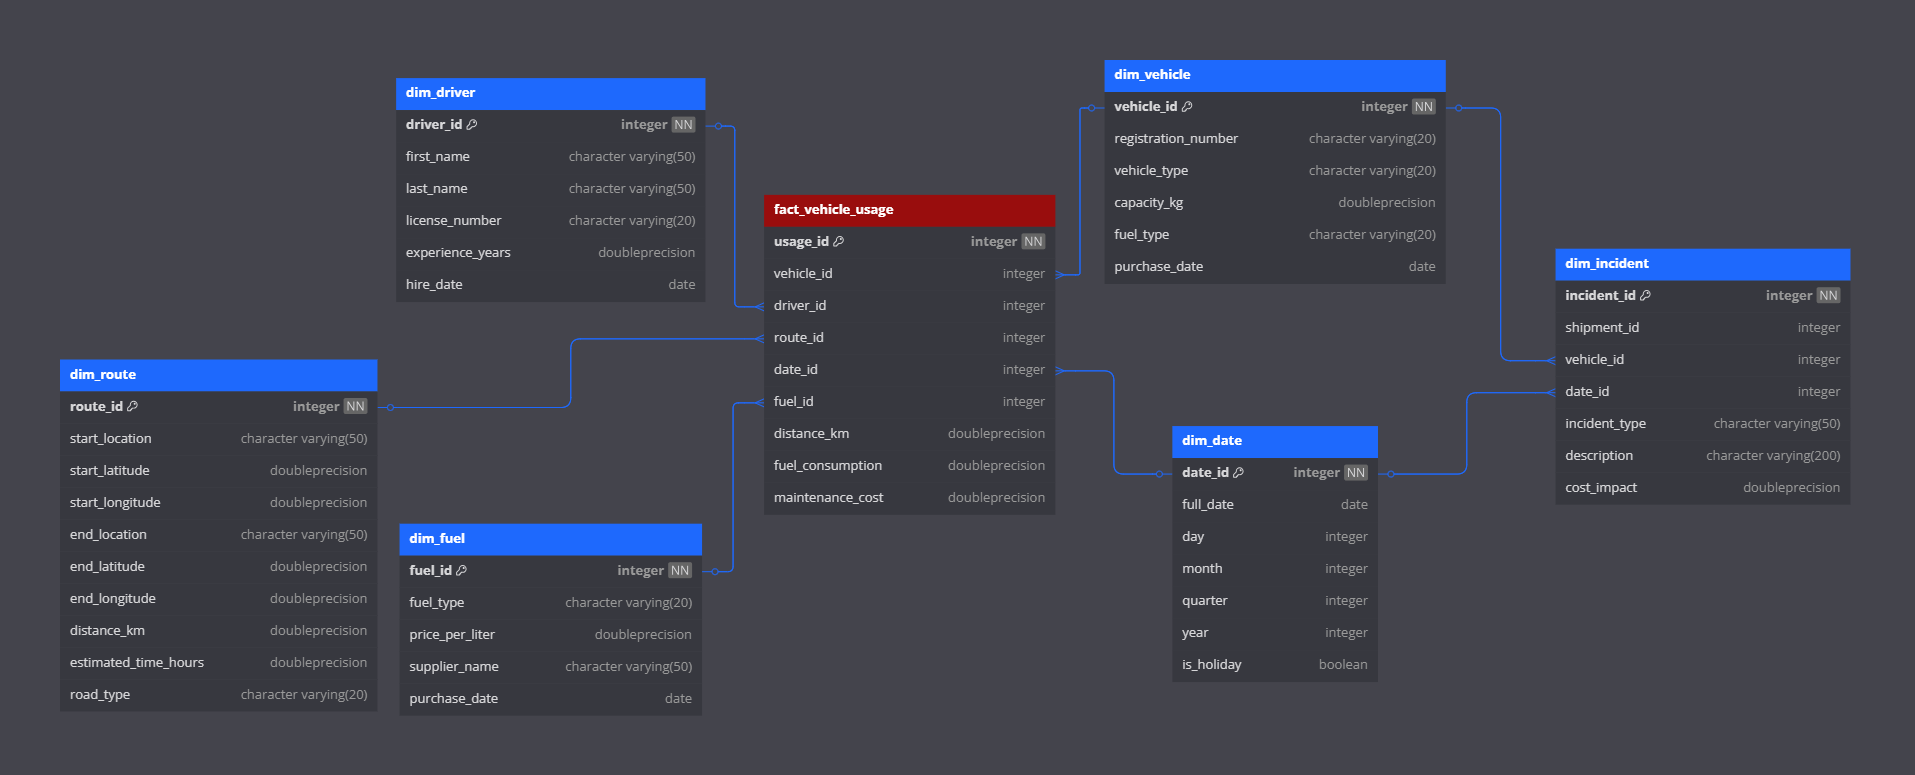 dim_driver
driver_id integer NN
first_name character varying(50)
last_name character varying(50)
license_number character varying(20)
experience_years doubleprecision
hire_date date
dim_route
route_id integer NN
start_location character varying(50)
start_latitude doubleprecision
start_longitude doubleprecision
end_location character varying(50)
end_latitude doubleprecision
end_longitude doubleprecision
distance_km doubleprecision
estimated_time_hours doubleprecision
road_type character varying(20)
dim_fuel
fuel_id integer NN
fuel_type character varying(20)
price_per_liter doubleprecision
supplier_name character varying(50)
purchase_date date
fact_vehicle_usage
usage_id integer NN
vehicle_id integer
driver_id integer
route_id integer
date_id integer
fuel_id integer
distance_km doubleprecision
fuel_consumption doubleprecision
maintenance_cost doubleprecision
dim_vehicle
vehicle_id integer NN
registration_number character varying(20)
vehicle_type character varying(20)
capacity_kg doubleprecision
fuel_type character varying(20)
purchase_date date
dim_date
date_id integer NN
full_date date
day integer
month integer
quarter integer
year integer
is_holiday boolean
dim_incident
incident_id integer NN
shipment_id integer
vehicle_id integer
date_id integer
incident_type character varying(50)
description character varying(200)
cost_impact doubleprecision